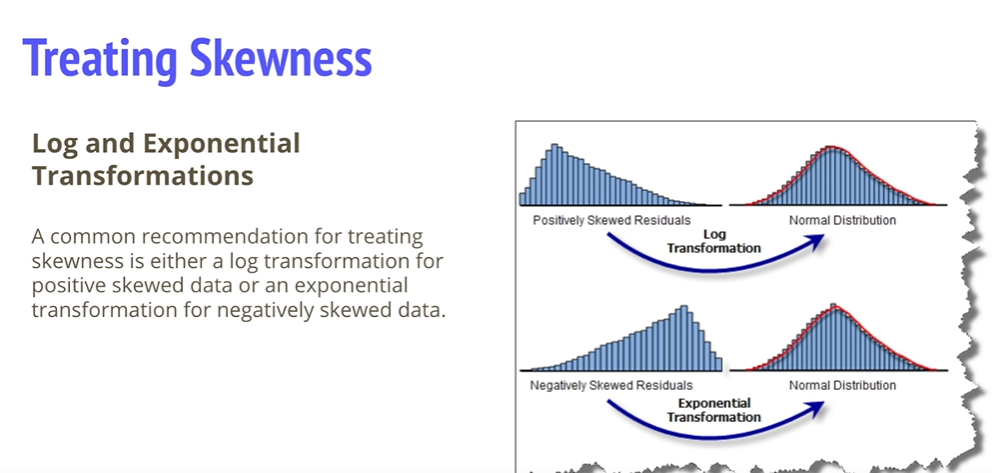 Treating Skewness
Log and Exponential
Transformations
A common recommendation for treating
skewness is either a log transformation for
positive skewed data or an exponential
transformation for negatively skewed data.
Positively Skewed Residuals
Normal Distribution
Log
Transformation
Negatively Skewed Residuals
Normal Distribution
Exponential
Transformation